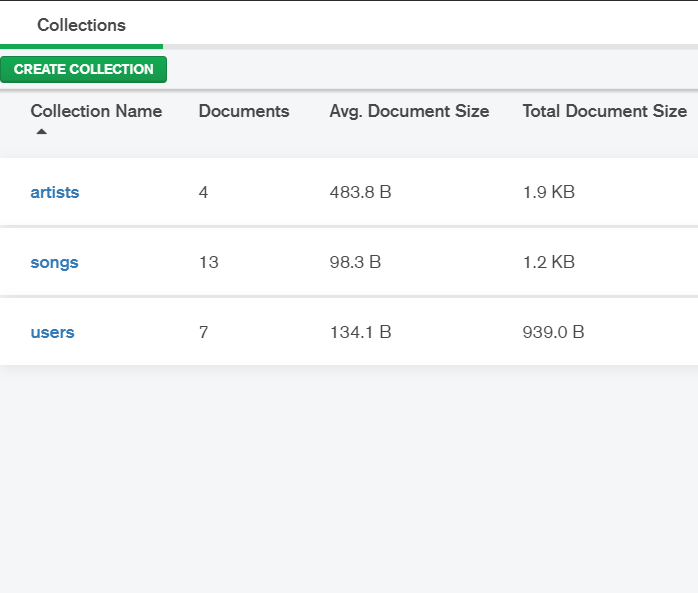 Collections
CREATE COLLECTION
Collection Name Documents Avg. Document Size Total Document Size
artists 4 483.8 B 1.9 KB
songs 13 98.3 B 1.2 KB
users 7 134.1 B 939.0 B